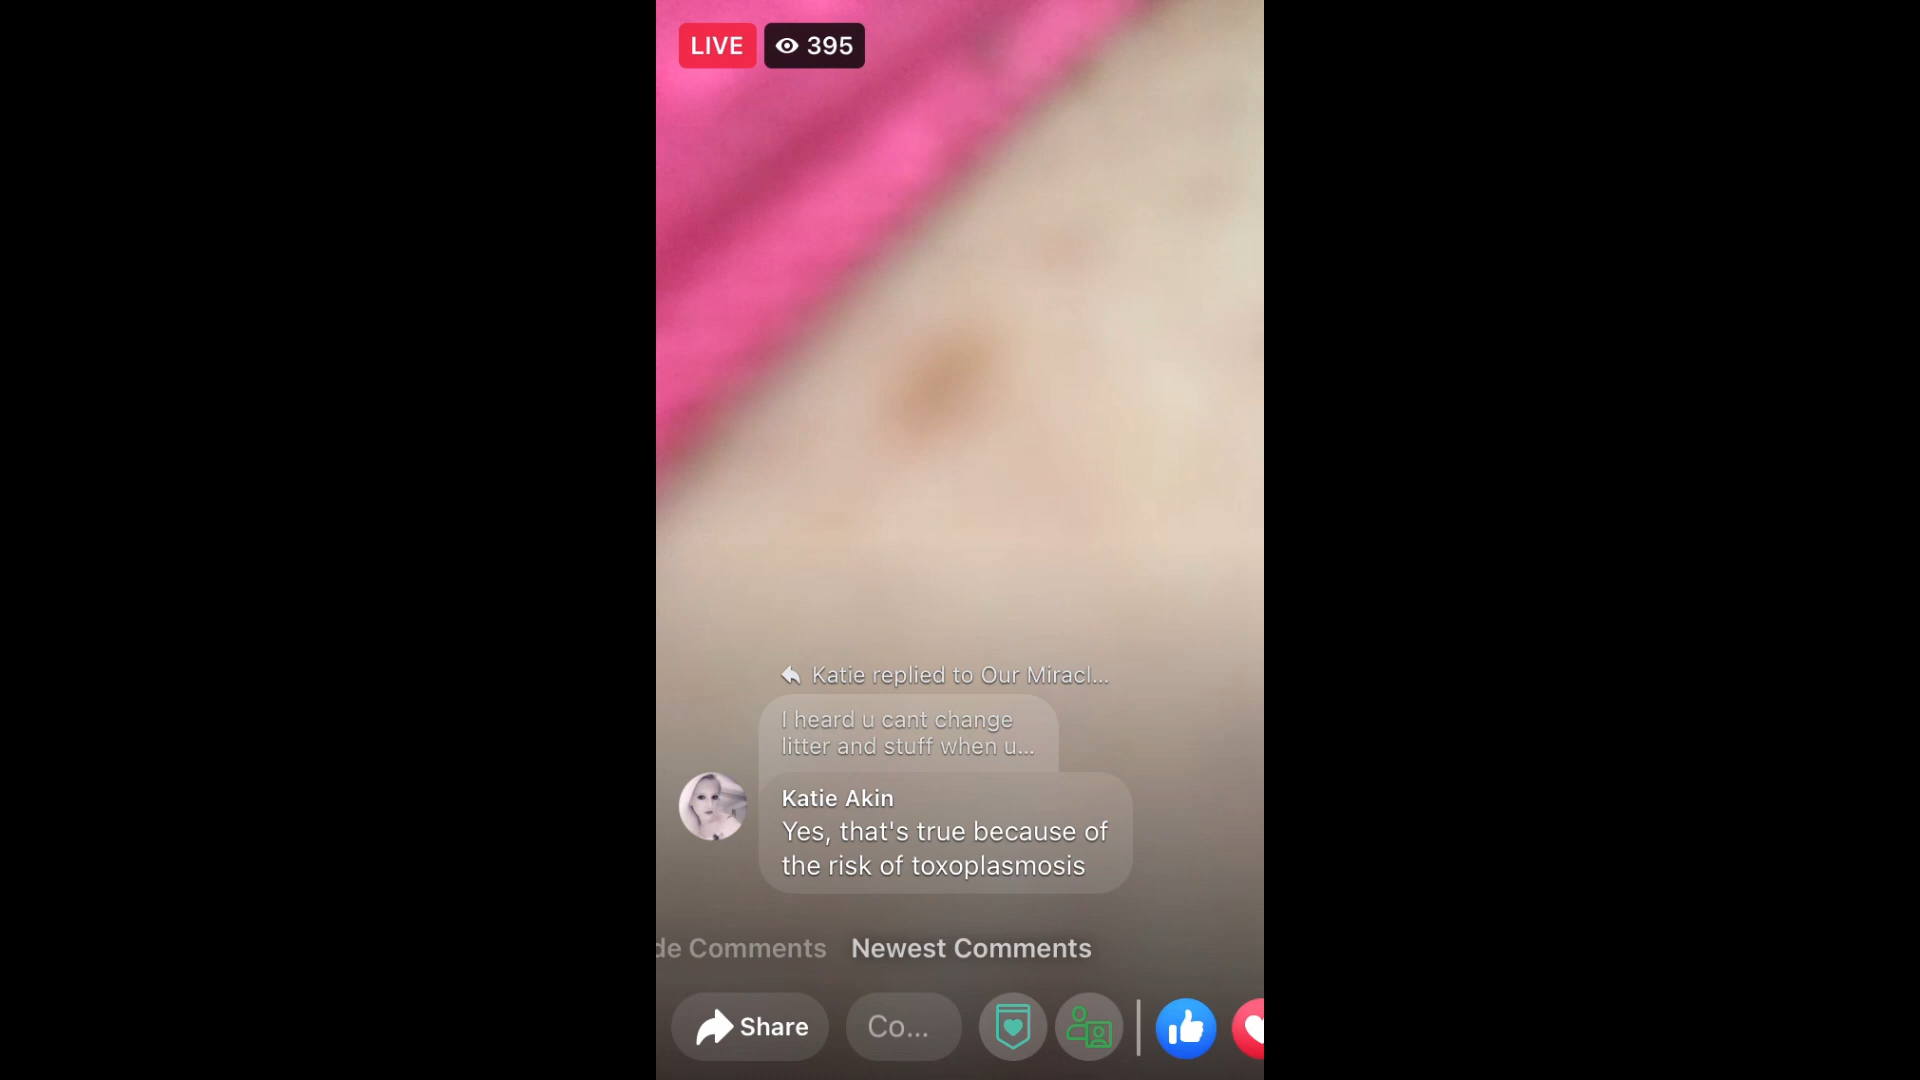 LIVE 395
Katie replied to Our Miracl...
I heard u cant change
litter and stuff when u...
Katie Akin
Yes, that's true because of
the risk of toxoplasmosis
de Comments Newest Comments
Share Co...